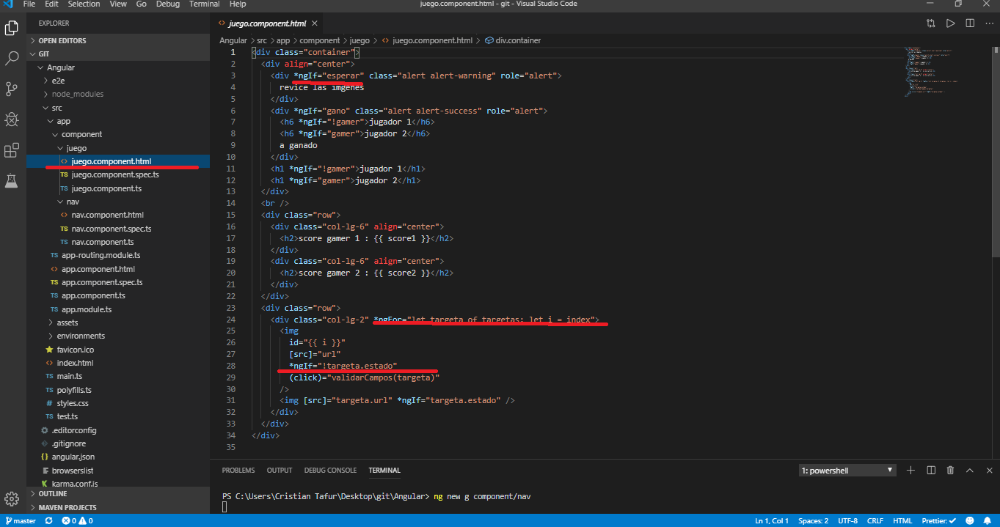 File Edit Selection View Go Debug Terminal Help
juego.component.html - git - Visual Studio Code
EXPLORER
OPEN EDITORS
GIT
Angular
e2e
node_modules
src
app
component
juego
juego.component.html
TS juego.component.spec.ts
TS juego.component.ts
nav
nav.component.html
TS nav.component.spec.ts
TS nav.component.ts
TS app-routing.module.ts
app.component.html
TS app.component.spec.ts
TS app.component.ts
TS app.module.ts
assets
environments
favicon.ico
index.html
TS main.ts
TS polyfills.ts
# styles.css
TS test.ts
.editorconfig
.gitignore
{} angular.json
browserslist
karma.conf.js
OUTLINE
MAVEN PROJECTS
juego.component.html
Angular > src > app > component > juego > juego.component.html > div.container
1 <div class="container">
2 <div align="center">
3 <div *ngIf="esperar" class="alert alert-warning" role="alert">
4 revice las imgenes
5 </div>
6 <div *ngIf="gano" class="alert alert-success" role="alert">
7 <h6 *ngIf="!gamer">jugador 1</h6>
8 <h6 *ngIf="gamer">jugador 2</h6>
9 a ganado
10 </div>
11 <h1 *ngIf="!gamer">jugador 1</h1>
12 <h1 *ngIf="gamer">jugador 2</h1>
13 </div>
14 <br />
15 <div class="row">
16 <div class="col-lg-6" align="center">
17 <h2>score gamer 1 : {{ score1 }}</h2>
18 </div>
19 <div class="col-lg-6" align="center">
20 <h2>score gamer 2 : {{ score2 }}</h2>
21 </div>
22 </div>
23 <div class="row">
24 <div class="col-lg-2" *ngFor="let targeta of targetas; let i = index">
25 <img
26 id="{{ i }}"
27 [src]="url"
28 *ngIf="!targeta.estado"
29 (click)="validarCampos(targeta)"
30 />
31 <img [src]="targeta.url" *ngIf="targeta.estado" />
32 </div>
33 </div>
34 </div>
35
PROBLEMS OUTPUT DEBUG CONSOLE TERMINAL
1: powershell
PS C:\Users\Cristian Tafur\Desktop\git\Angular> ng new g component/nav
master 0 0
Ln 1, Col 1 Spaces: 2 UTF-8 CRLF HTML Prettier: ✓